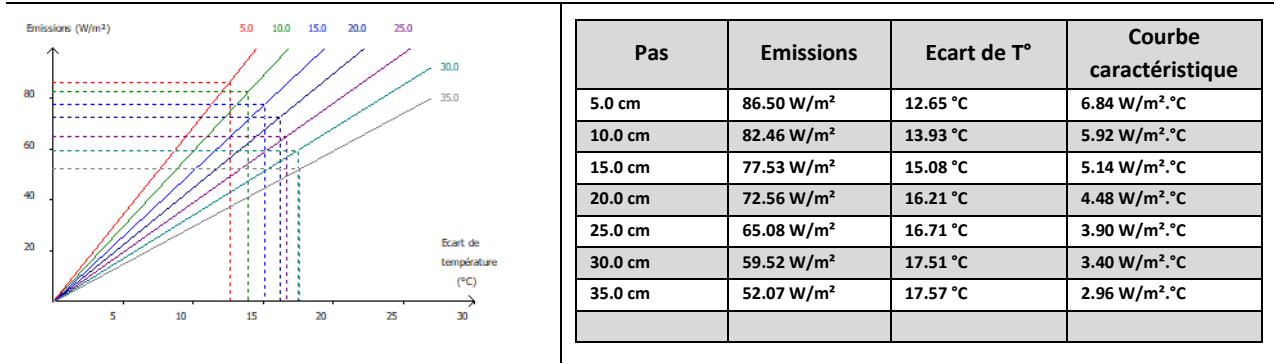 Emissions (W/m²)
5.0 10.0 15.0 20.0 25.0
30.0
35.0
80
60
40
20
Ecart de
température
(°C)
5 10 15 20 25 30
Pas Emissions Ecart de T° Courbe
caractéristique
5.0 cm 86.50 W/m² 12.65 °C 6.84 W/m².°C
10.0 cm 82.46 W/m² 13.93 °C 5.92 W/m².°C
15.0 cm 77.53 W/m² 15.08 °C 5.14 W/m².°C
20.0 cm 72.56 W/m² 16.21 °C 4.48 W/m².°C
25.0 cm 65.08 W/m² 16.71 °C 3.90 W/m².°C
30.0 cm 59.52 W/m² 17.51 °C 3.40 W/m².°C
35.0 cm 52.07 W/m² 17.57 °C 2.96 W/m².°C